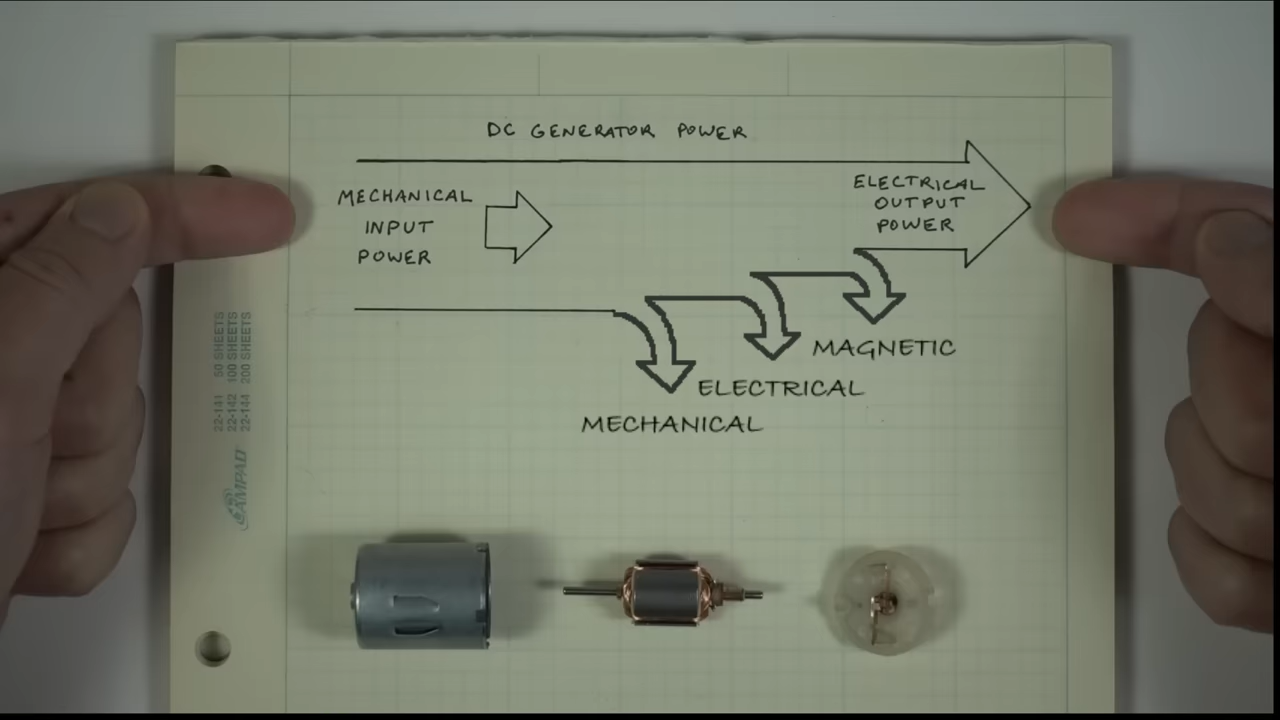 DC GENERATOR POWER
MECHANICAL
INPUT
POWER
ELECTRICAL
OUTPUT
POWER
MAGNETIC
ELECTRICAL
MECHANICAL
22-141 50 SHEETS
22-142 100 SHEETS
22-144 200 SHEETS
AMPAD